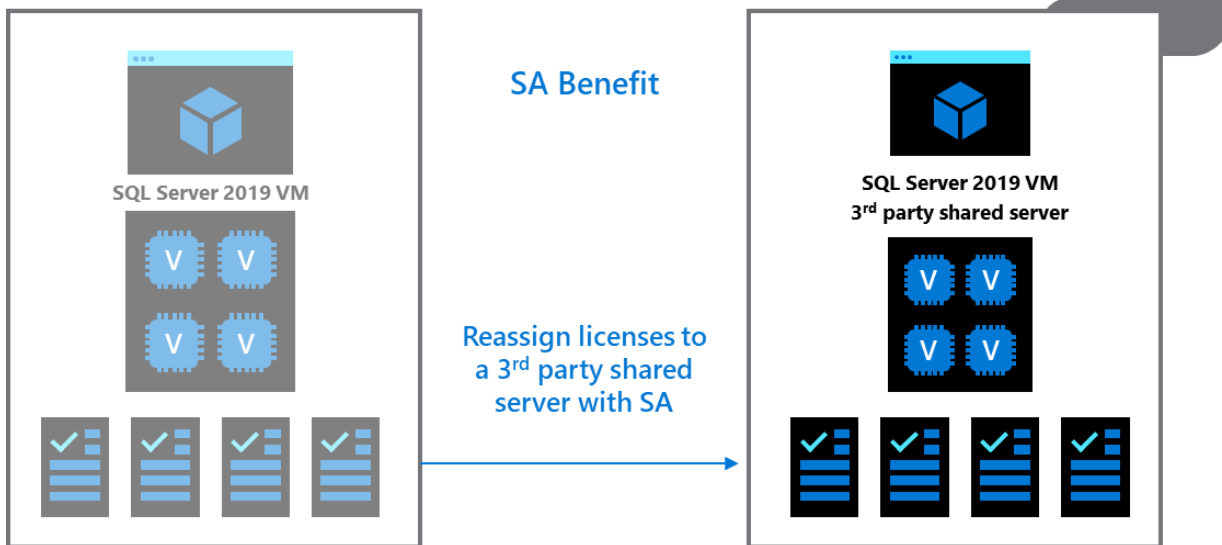 SA Benefit
SQL Server 2019 VM
V V
V V
Reassign licenses to
a 3rd party shared
server with SA
SQL Server 2019 VM
3rd party shared server
V V
V V